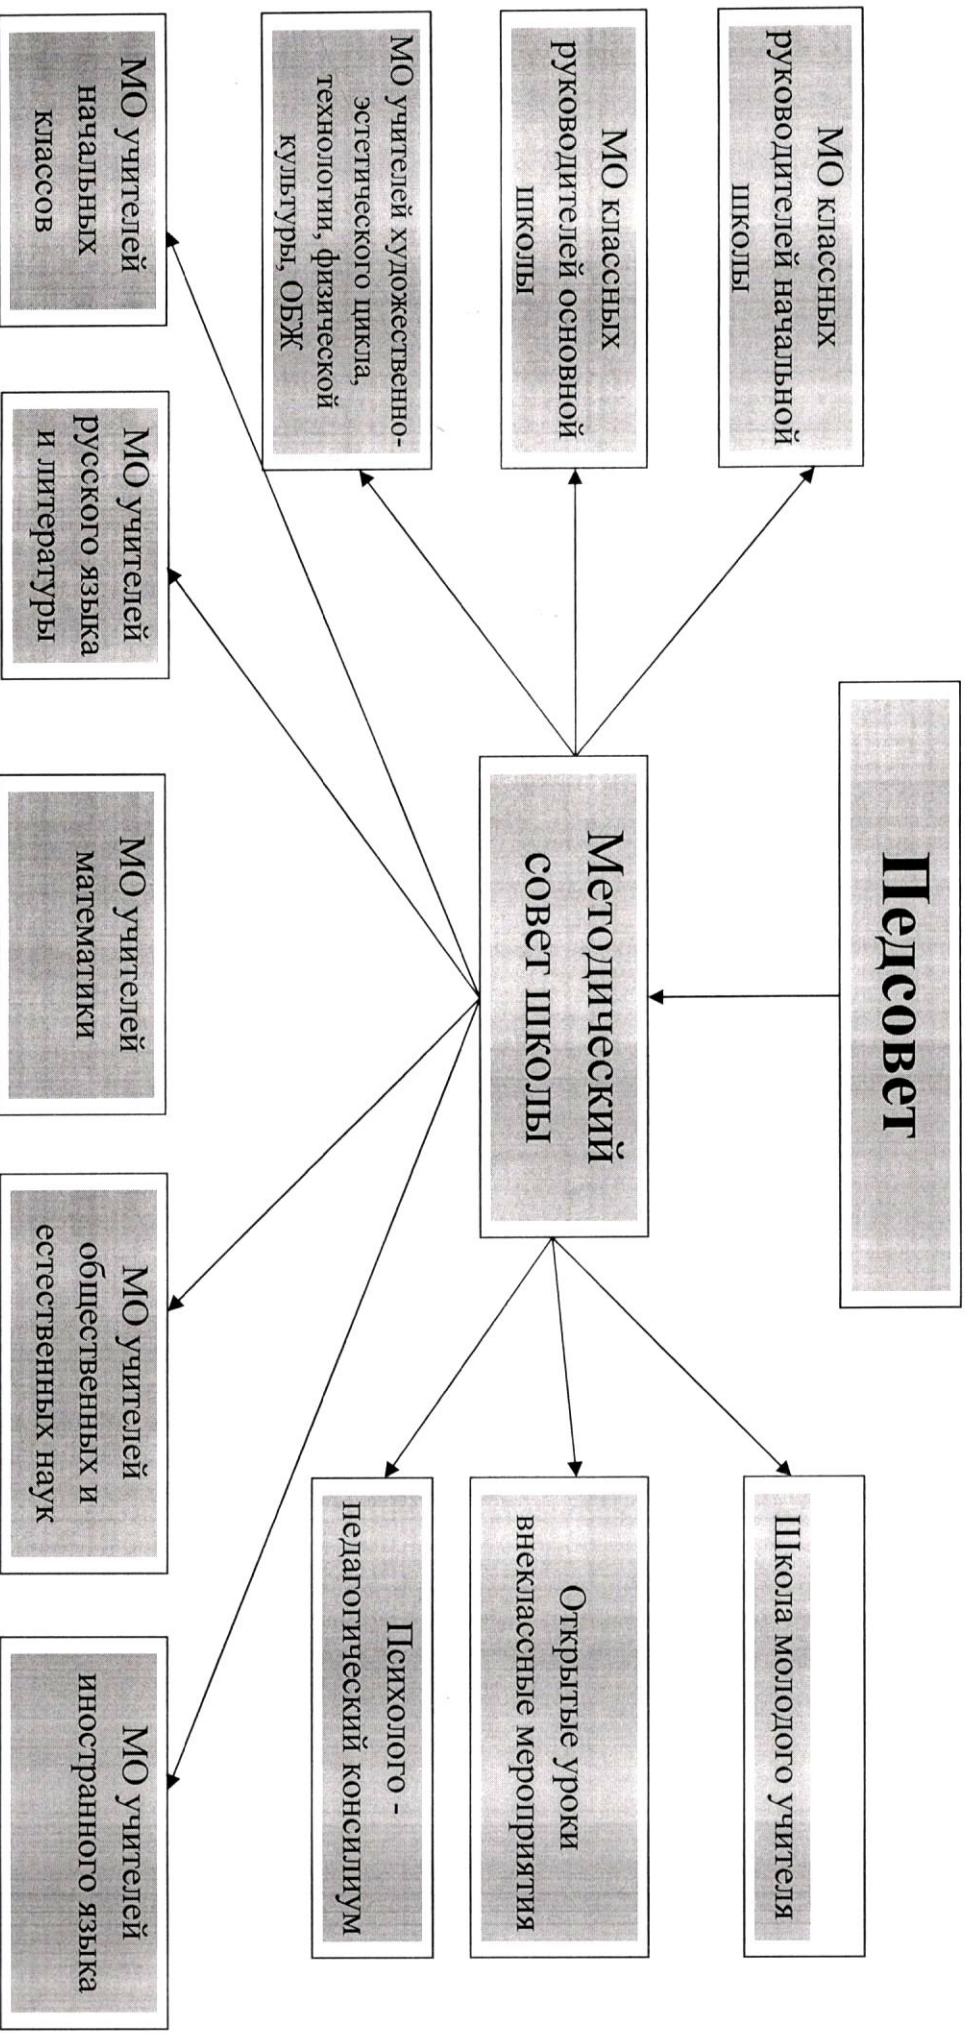 Педсовет
МО классных
руководителей начальной
школы
Школа молодого учителя
МО классных
руководителей основной
школы
Методический
совет школы
Открытые уроки
внеклассные мероприятия
МО учителей художественно-
эстетического цикла,
технологии, физической
культуры, ОБЖ
Психолого -
педагогический консилиум
МО учителей
начальных
классов
МО учителей
русского языка
и литературы
МО учителей
математики
МО учителей
общественных и
естественных наук
МО учителей
иностранного языка